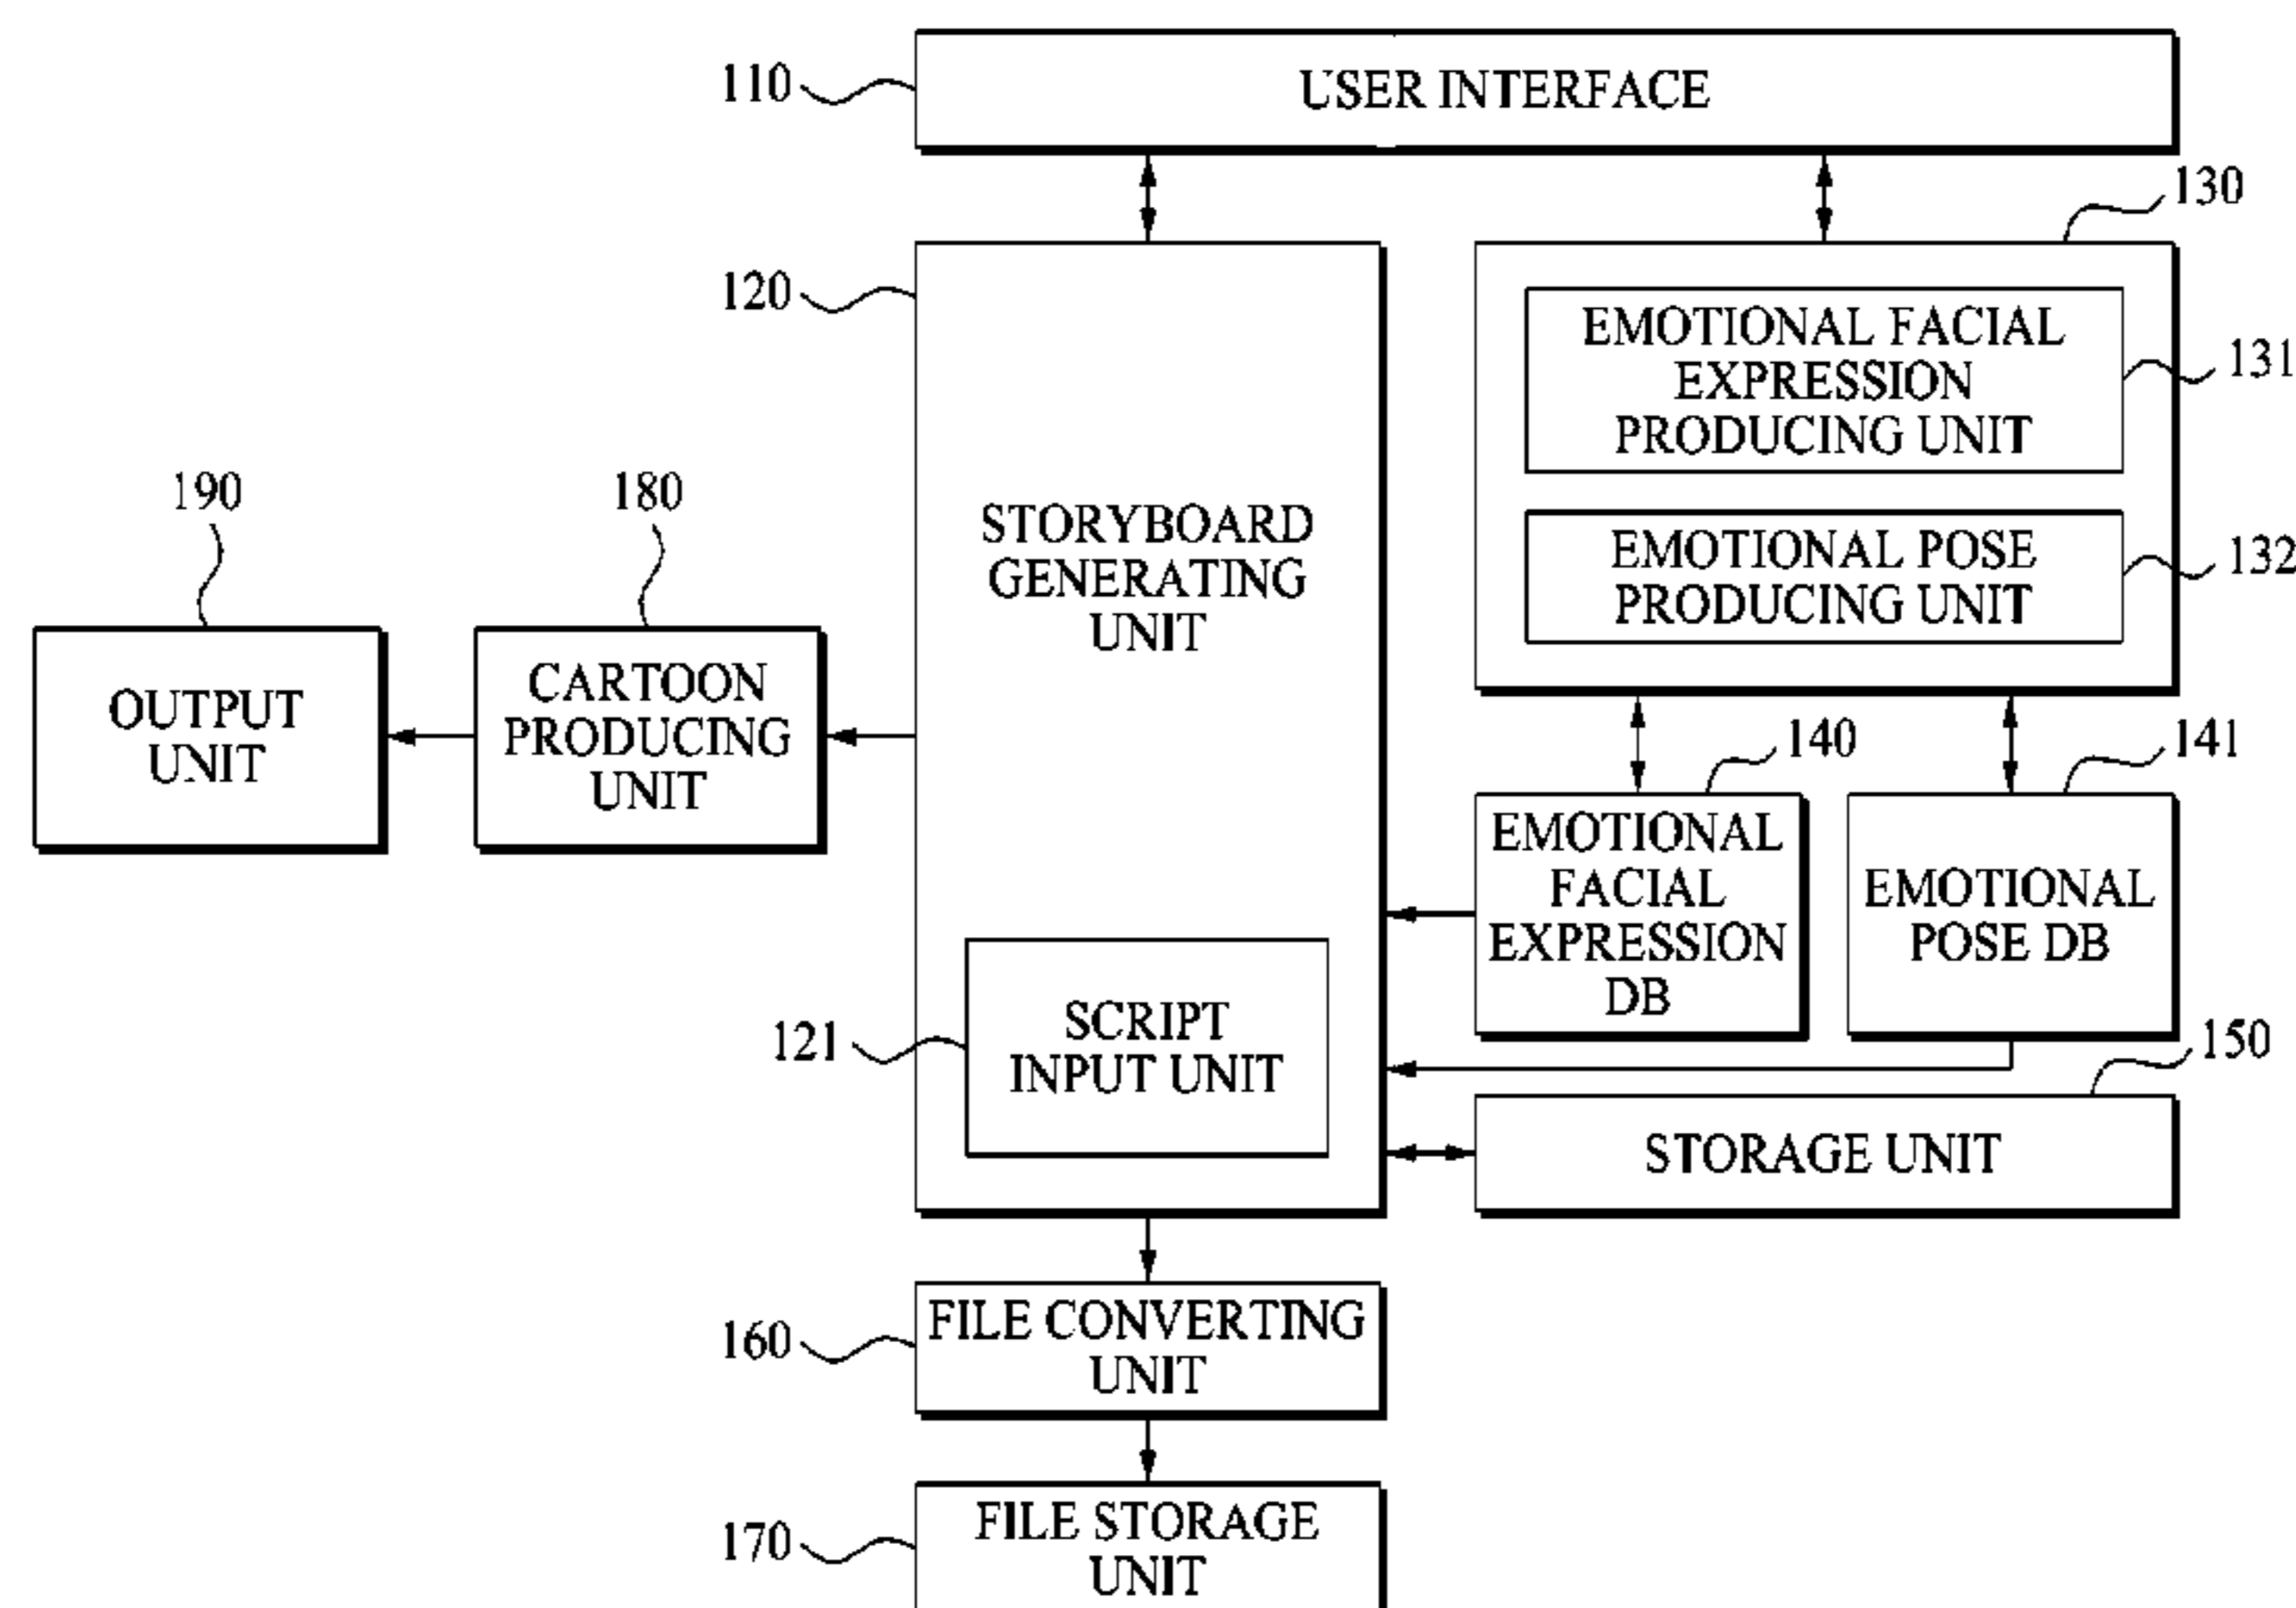 110
USER INTERFACE
130
120
EMOTIONAL FACIAL
EXPRESSION
PRODUCING UNIT
131
EMOTIONAL POSE
PRODUCING UNIT
132
STORYBOARD
GENERATING
UNIT
190
180
OUTPUT
UNIT
CARTOON
PRODUCING
UNIT
140
141
EMOTIONAL
FACIAL
EXPRESSION
DB
EMOTIONAL
POSE DB
121
SCRIPT
INPUT UNIT
150
STORAGE UNIT
160
FILE CONVERTING
UNIT
170
FILE STORAGE
UNIT